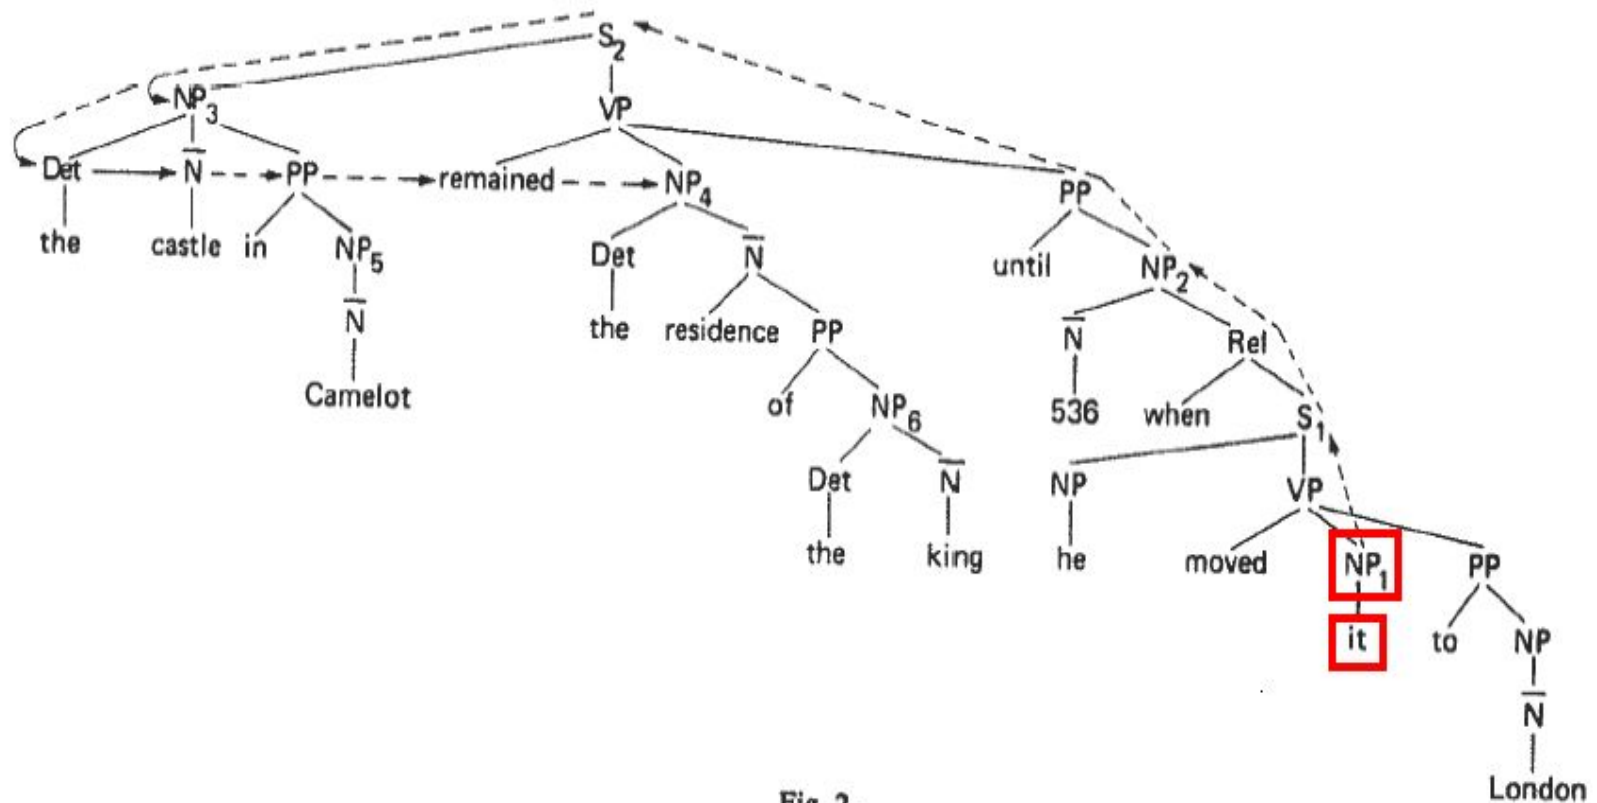 S2
NP3 VP
Det N̅ PP remained NP4 PP
the castle in NP5 Det N̅ until NP2
N̅ the residence PP N̅ Rel
Camelot of NP6 536 when S1
Det N̅ NP VP
the king he moved NP1 PP
it to NP
N̅
London
Fig. 2.